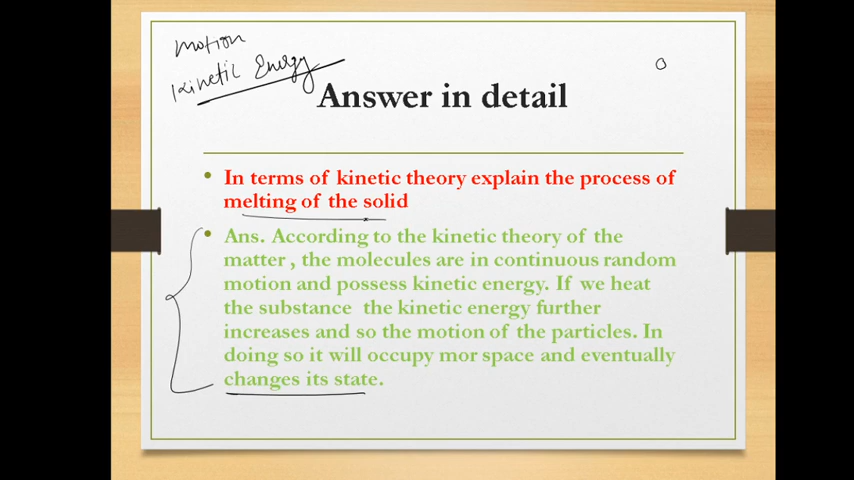 motion
Kinetic Energy
Answer in detail
• In terms of kinetic theory explain the process of
melting of the solid
• Ans. According to the kinetic theory of the
matter , the molecules are in continuous random
motion and possess kinetic energy. If we heat
the substance the kinetic energy further
increases and so the motion of the particles. In
doing so it will occupy mor space and eventually
changes its state.